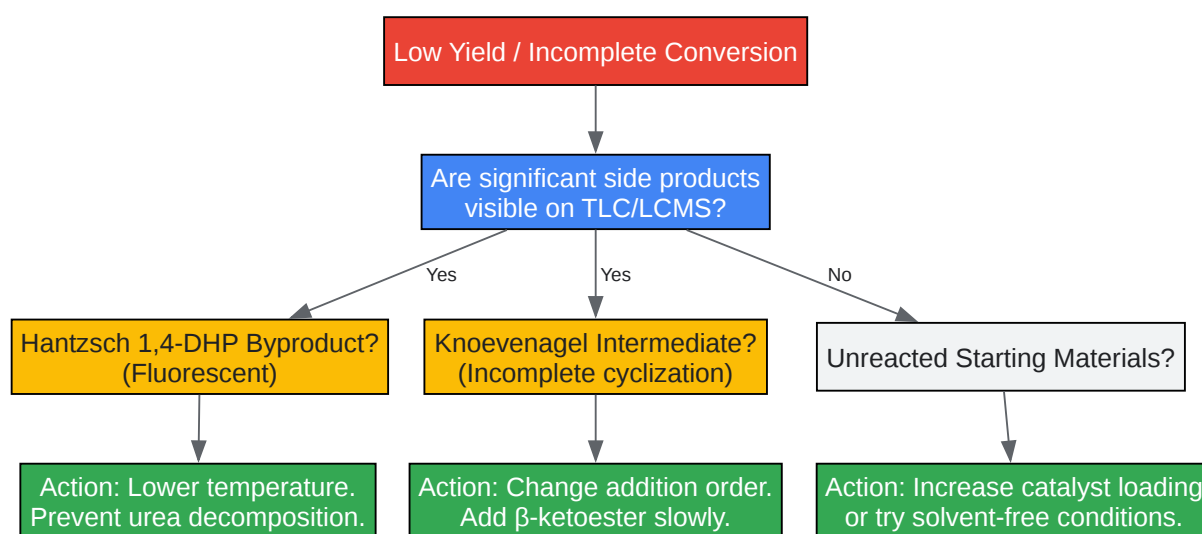 Low Yield / Incomplete Conversion
Are significant side products
visible on TLC/LCMS?
Yes
Yes
No
Hantzsch 1,4-DHP Byproduct?
(Fluorescent)
Knoevenagel Intermediate?
(Incomplete cyclization)
Unreacted Starting Materials?
Action: Lower temperature.
Prevent urea decomposition.
Action: Change addition order.
Add β-ketoester slowly.
Action: Increase catalyst loading
or try solvent-free conditions.